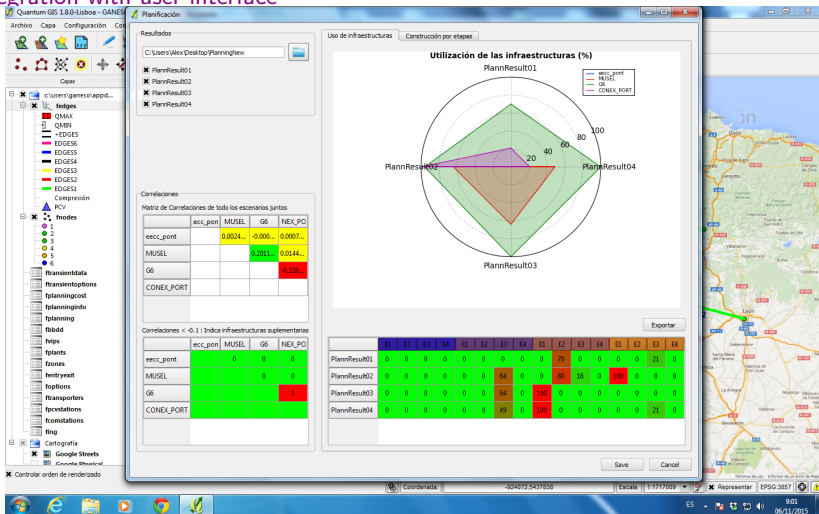 egration with user interface
Quantum GIS 1.8.0-Lisboa - GANES
Planificación
Archivo Capa Configuración Con
Capas
c:\users\ganeso\appd...
fedges
QMAX
QMIN
=EDGES
EDGES6
EDGES5
EDGES4
EDGES3
EDGES2
EDGES1
Compresión
PCV
fnodes
1
2
3
4
5
6
ftransientdata
ftransientoptions
fplanningcost
fplanninginfo
fplanning
fbbdd
fvips
fplants
fzones
fentryexit
foptions
ftransporters
fpcvstations
fcomstations
flng
Cartografía
Google Streets
Google Physical
Controlar orden de renderizado
Resultados
C:\Users\Alex\Desktop\PlanningNew
PlannResult01
PlannResult02
PlannResult03
PlannResult04
Correlaciones
Matriz de Correlaciones de todo los escenarios juntos
ecc_pon MUSEL G6 NEX_PO
eecc_pont 0.0024... -0.000... 0.0007...
MUSEL 0.2011... 0.0144...
G6 -0.328...
CONEX_PORT
Correlaciones < -0.1 : Indica infraestructuras suplementarias
ecc_pon MUSEL G6 NEX_PO
eecc_pont 0 0 0
MUSEL 0 0
G6 1
CONEX_PORT
Uso de infraestructuras Construcción por etapas
Utilización de las infraestructuras (%)
PlannResult01
eecc_pont
MUSEL
G6
CONEX_PORT
100
80
60
40
20
PlannResult02
PlannResult04
PlannResult03
Exportar
E1 E2 E3 E4 E1 E2 E3 E4 E1 E2 E3 E4 E1 E2 E3 E4
PlannResult01 0 0 0 0 0 0 0 0 0 70 0 0 0 0 21 0
PlannResult02 0 0 0 0 0 0 64 0 0 80 16 0 100 0 0 0
PlannResult03 0 0 0 0 0 0 64 0 100 0 0 0 0 0 0 0
PlannResult04 0 0 0 0 0 0 49 0 100 0 0 0 0 0 21 0
Save Cancel
León
Benavente
Coordenada: -924072,5437838 Escala 1:1717009 Representar EPSG:3857
ES 9:01
06/11/2015